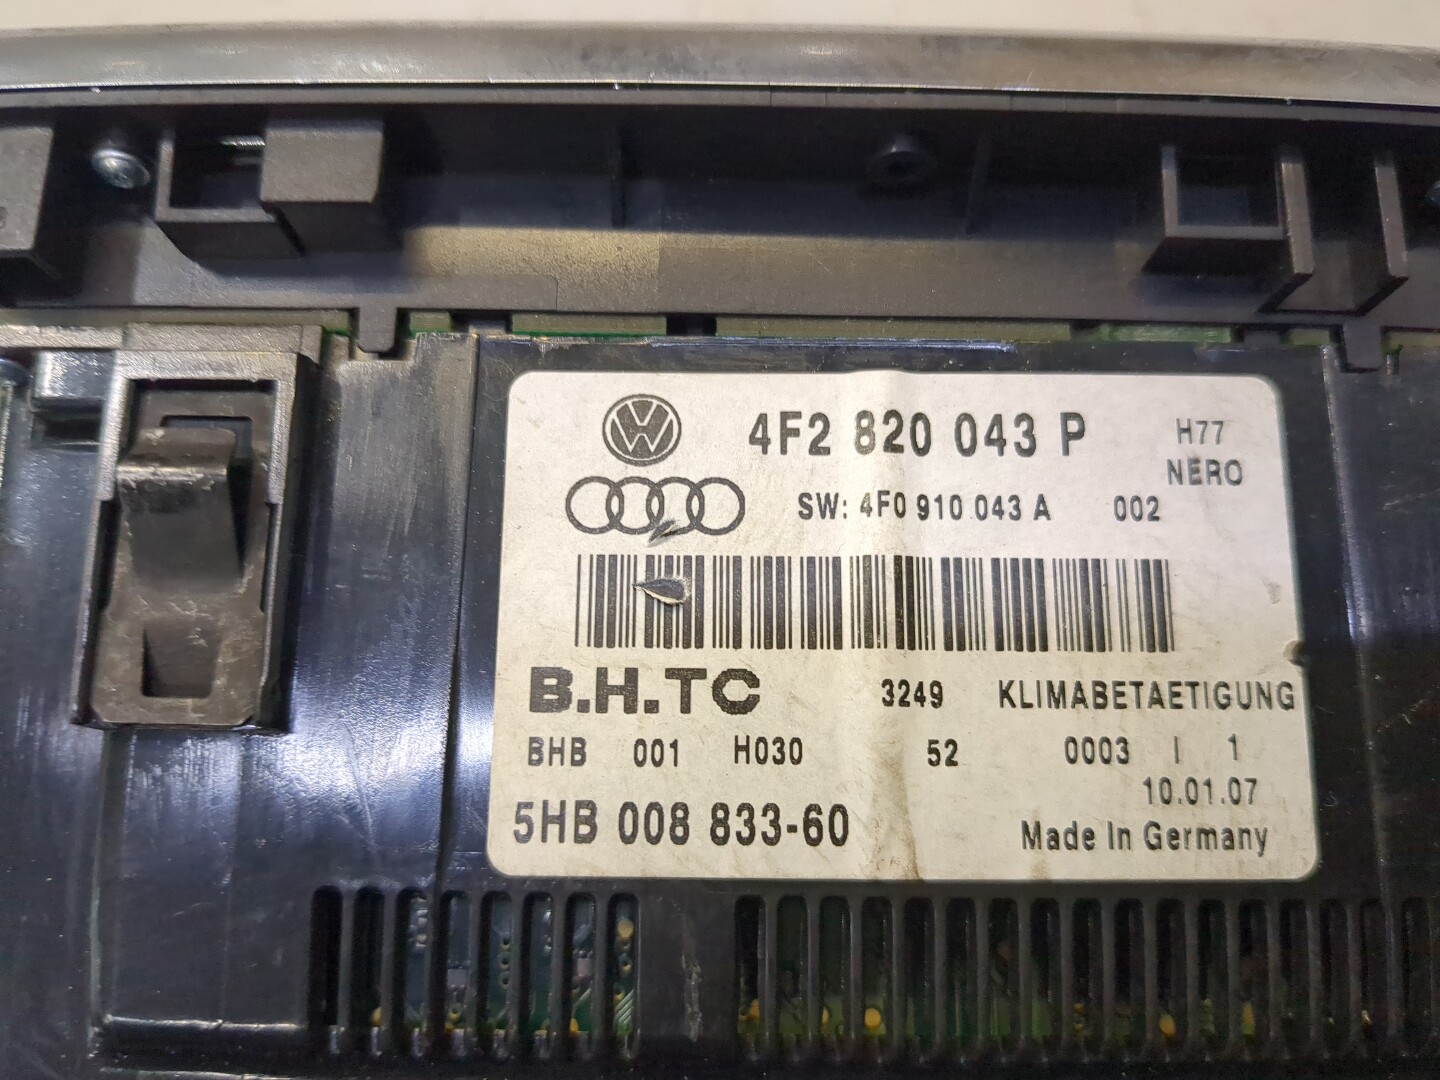 4F2 820 043 P H77
NERO
SW: 4F0 910 043 A 002
B.H.TC 3249 KLIMABETAETIGUNG
BHB 001 H030 52 0003 I 1
10.01.07
5HB 008 833-60 Made In Germany